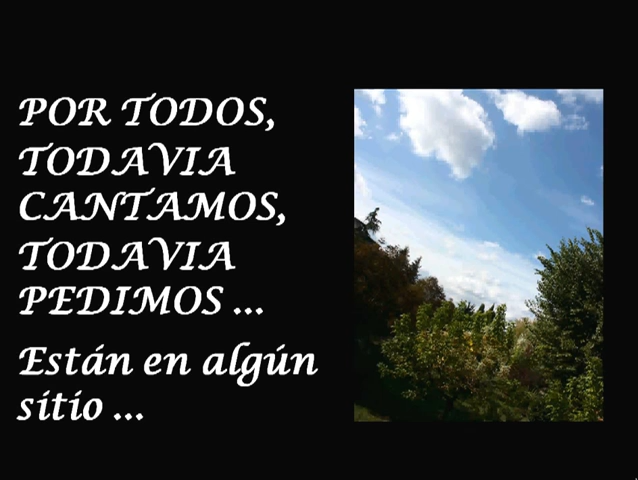 POR TODOS,
TODAVIA
CANTAMOS,
TODAVIA
PEDIMOS ...
Están en algún
sitio ...